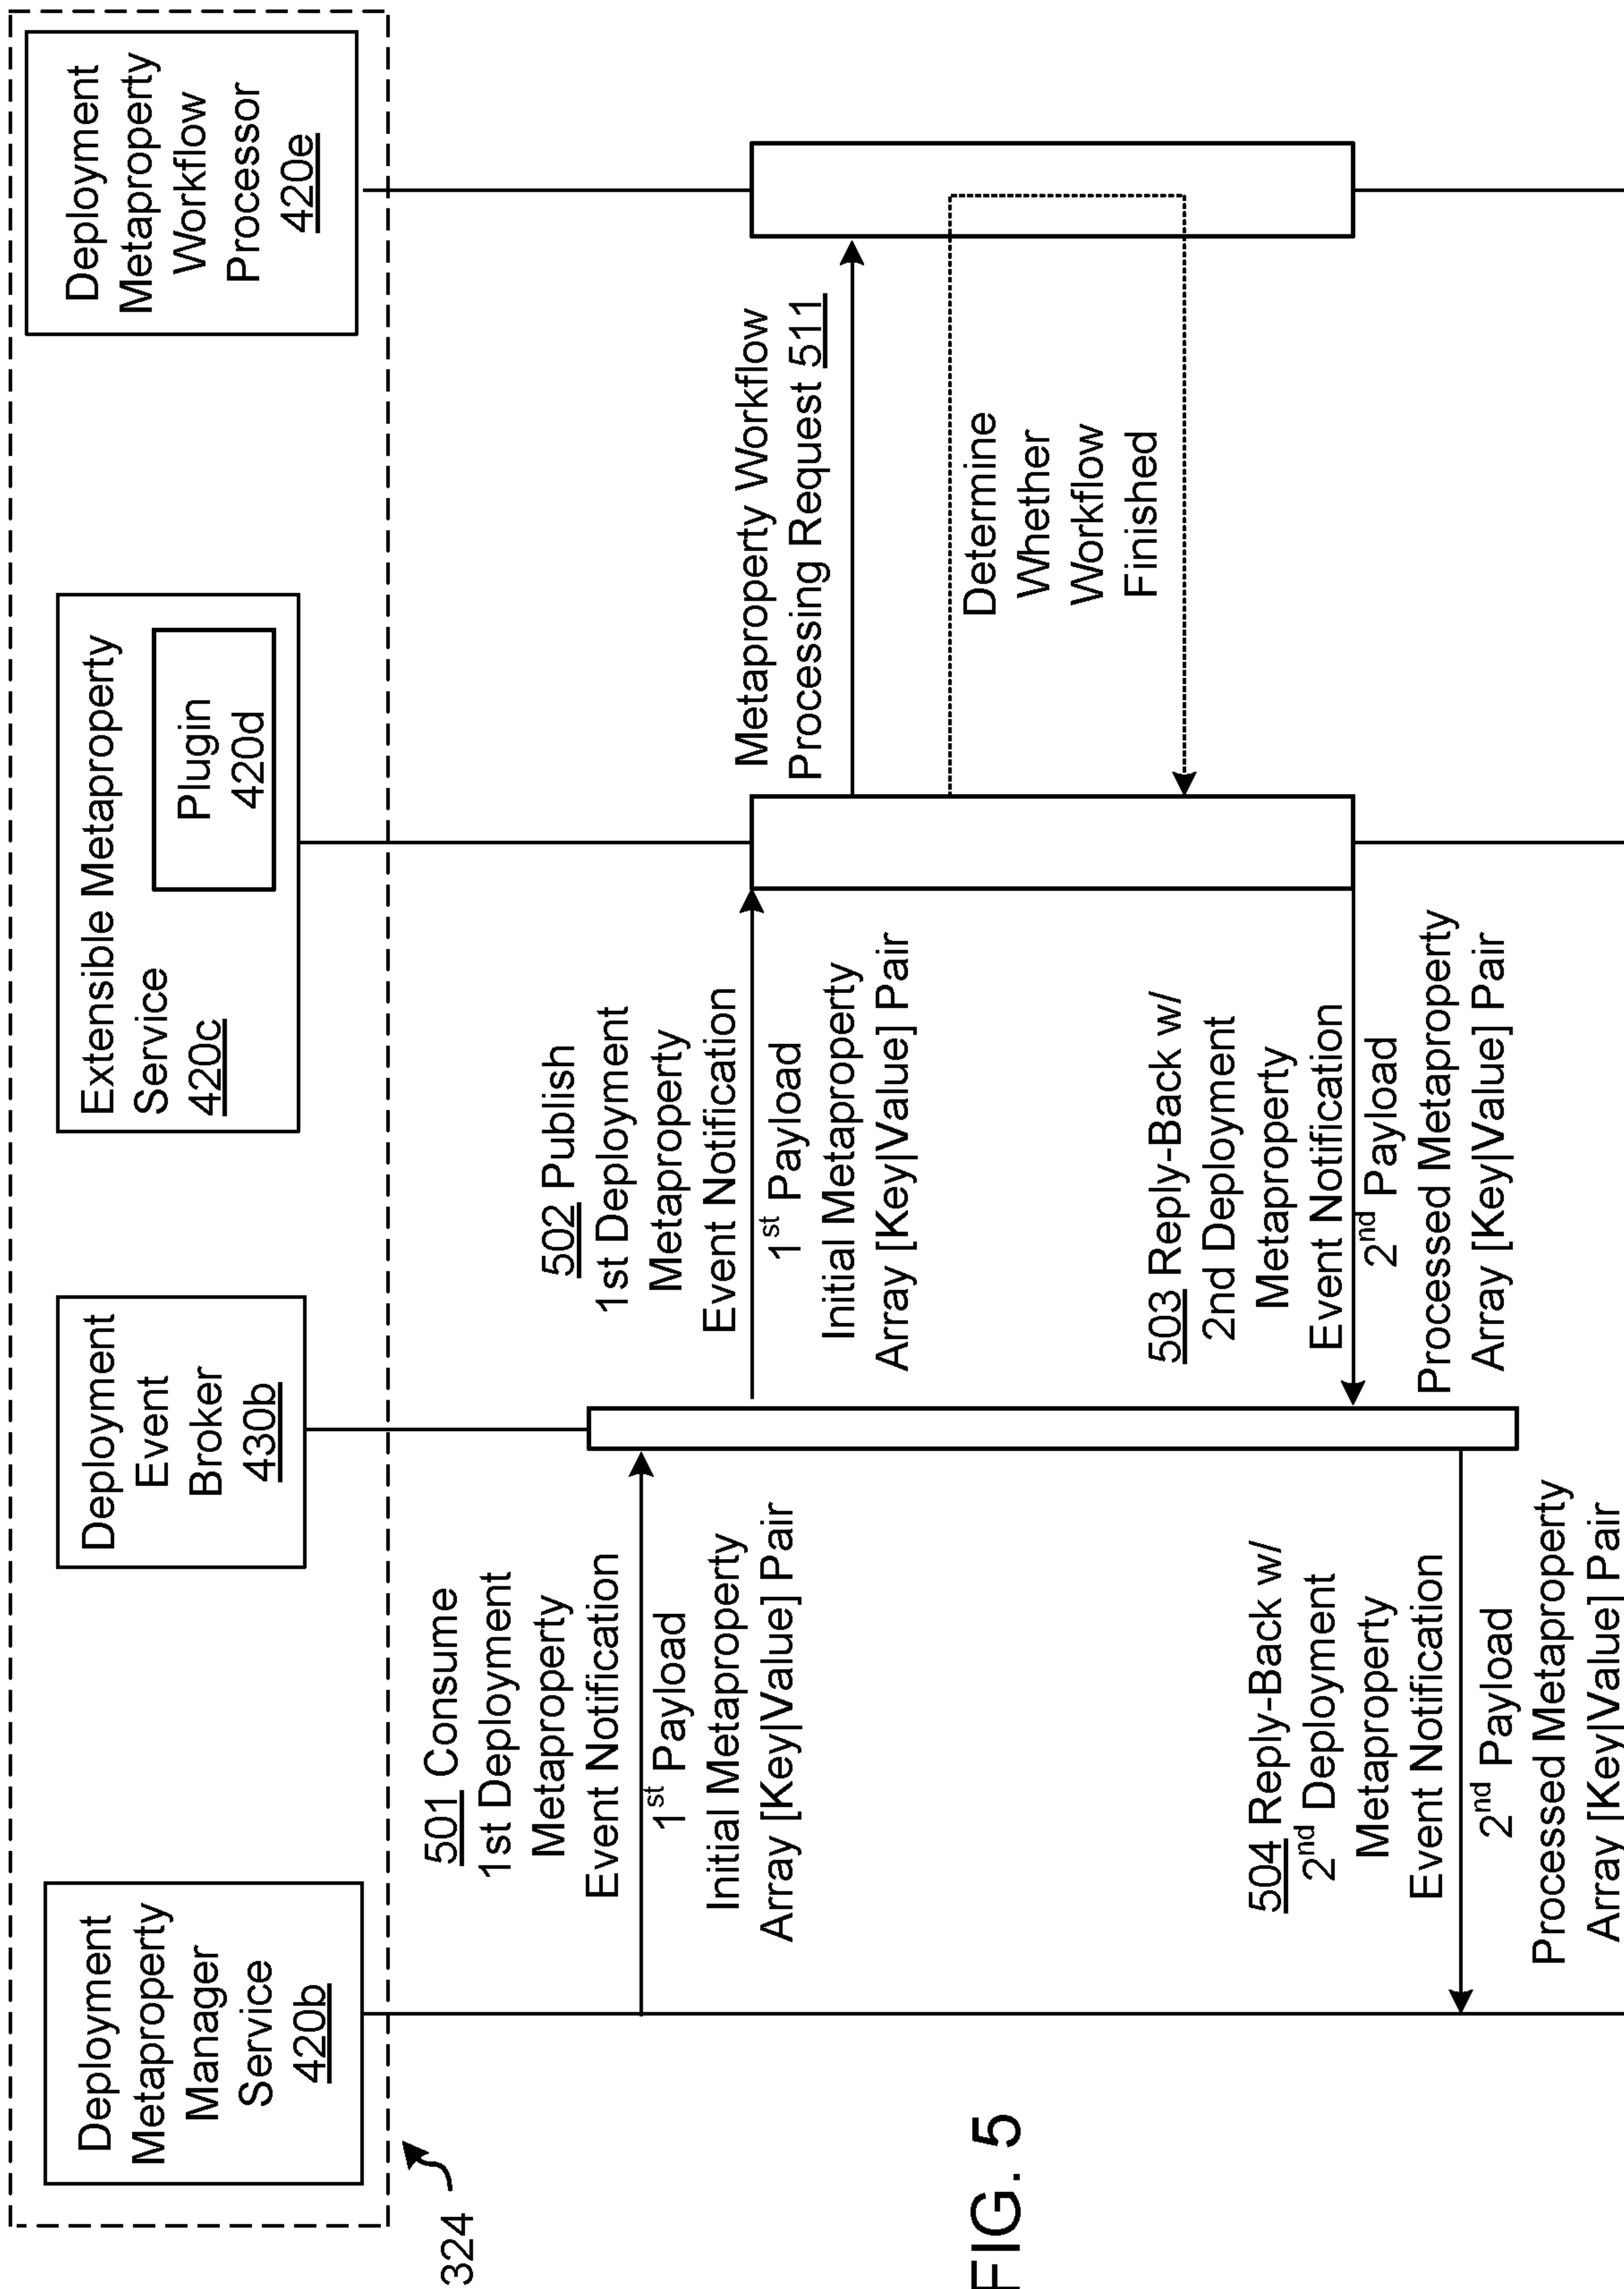 Deployment
Metaproperty
Manager
Service
420b
Deployment
Event
Broker
430b
Extensible Metaproperty
Service
420c
Plugin
420d
Deployment
Metaproperty
Workflow
Processor
420e
324
501 Consume
1st Deployment
Metaproperty
Event Notification
1st Payload
Initial Metaproperty
Array [Key|Value] Pair
502 Publish
1st Deployment
Metaproperty
Event Notification
1st Payload
Initial Metaproperty
Array [Key|Value] Pair
Metaproperty Workflow
Processing Request 511
Determine
Whether
Workflow
Finished
503 Reply-Back w/
2nd Deployment
Metaproperty
Event Notification
2nd Payload
Processed Metaproperty
Array [Key|Value] Pair
504 Reply-Back w/
2nd Deployment
Metaproperty
Event Notification
2nd Payload
Processed Metaproperty
Array [Key|Value] Pair
FIG. 5